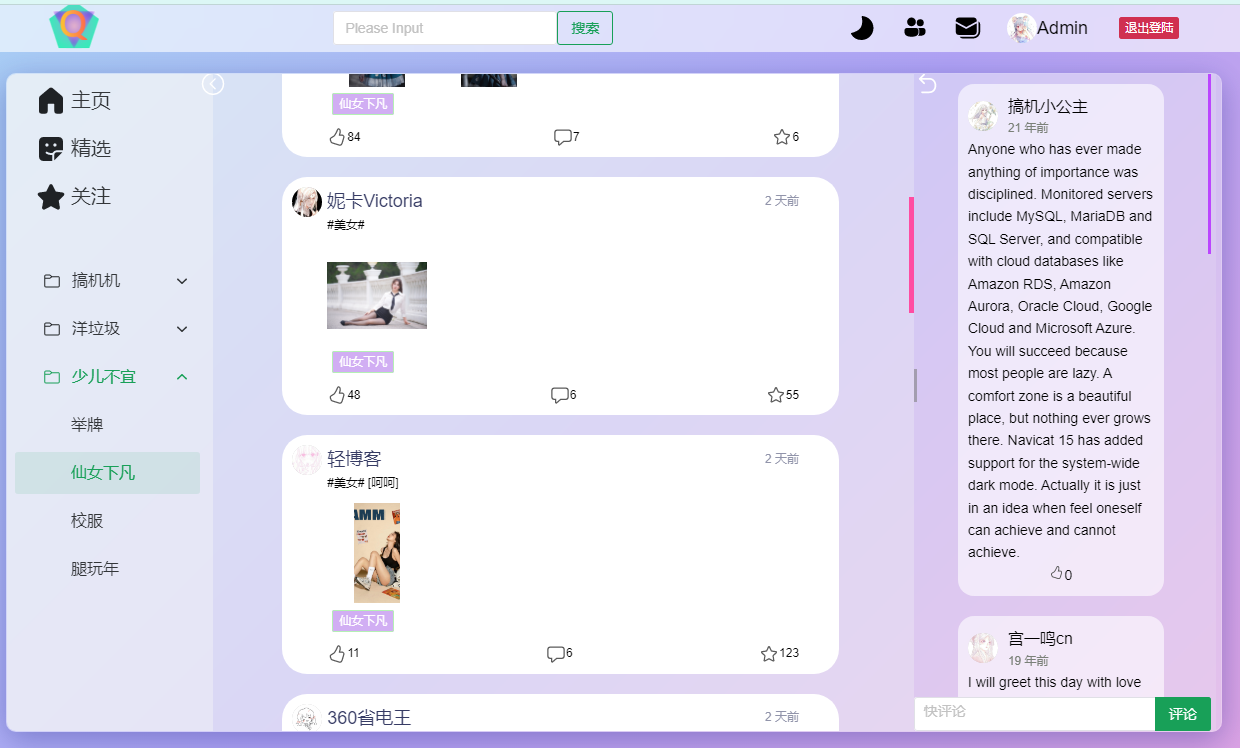 Q
Please Input
搜索
Admin
退出登陆
主页
精选
关注
搞机机
洋垃圾
少儿不宜
举牌
仙女下凡
校服
腿玩年
仙女下凡
84
7
6
妮卡Victoria
2 天前
#美女#
仙女下凡
48
6
55
轻博客
2 天前
#美女# [呵呵]
仙女下凡
11
6
123
360省电王
2 天前
搞机小公主
21 年前
Anyone who has ever made
anything of importance was
disciplined. Monitored servers
include MySQL, MariaDB and
SQL Server, and compatible
with cloud databases like
Amazon RDS, Amazon
Aurora, Oracle Cloud, Google
Cloud and Microsoft Azure.
You will succeed because
most people are lazy. A
comfort zone is a beautiful
place, but nothing ever grows
there. Navicat 15 has added
support for the system-wide
dark mode. Actually it is just
in an idea when feel oneself
can achieve and cannot
achieve.
0
宫一鸣cn
19 年前
I will greet this day with love
快评论
评论